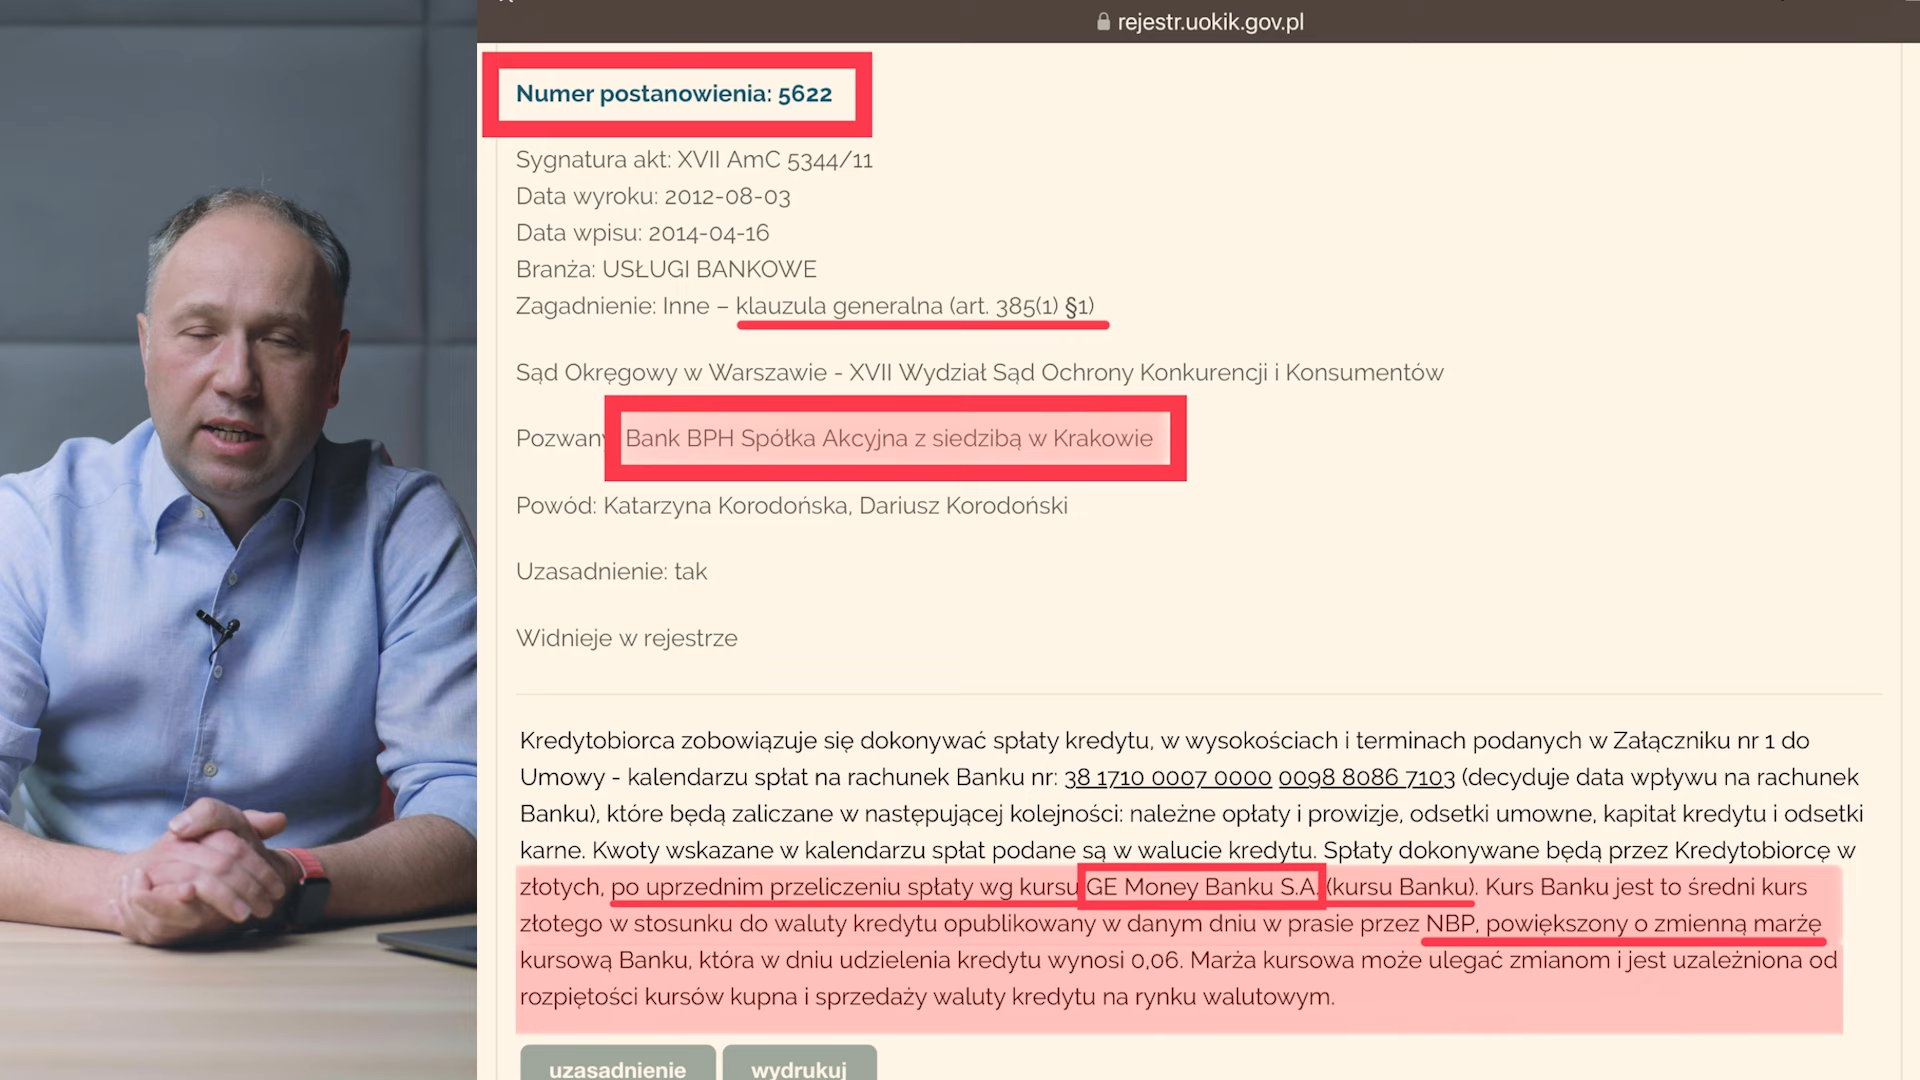 rejestr.uokik.gov.pl
Numer postanowienia: 5622
Sygnatura akt: XVII AmC 5344/11
Data wyroku: 2012-08-03
Data wpisu: 2014-04-16
Branża: USŁUGI BANKOWE
Zagadnienie: Inne – klauzula generalna (art. 385(1) §1)
Sąd Okręgowy w Warszawie - XVII Wydział Sąd Ochrony Konkurencji i Konsumentów
Pozwany Bank BPH Spółka Akcyjna z siedzibą w Krakowie
Powód: Katarzyna Korodońska, Dariusz Korodoński
Uzasadnienie: tak
Widnieje w rejestrze
Kredytobiorca zobowiązuje się dokonywać spłaty kredytu, w wysokościach i terminach podanych w Załączniku nr 1 do
Umowy - kalendarzu spłat na rachunek Banku nr: 38 1710 0007 0000 0098 8086 7103 (decyduje data wpływu na rachunek
Banku), które będą zaliczane w następującej kolejności: należne opłaty i prowizje, odsetki umowne, kapitał kredytu i odsetki
karne. Kwoty wskazane w kalendarzu spłat podane są w walucie kredytu. Spłaty dokonywane będą przez Kredytobiorcę w
złotych, po uprzednim przeliczeniu spłaty wg kursu GE Money Banku S.A. (kursu Banku). Kurs Banku jest to średni kurs
złotego w stosunku do waluty kredytu opublikowany w danym dniu w prasie przez NBP, powiększony o zmienną marżę
kursową Banku, która w dniu udzielenia kredytu wynosi 0,06. Marża kursowa może ulegać zmianom i jest uzależniona od
rozpiętości kursów kupna i sprzedaży waluty kredytu na rynku walutowym.
uzasadnienie
wydrukuj